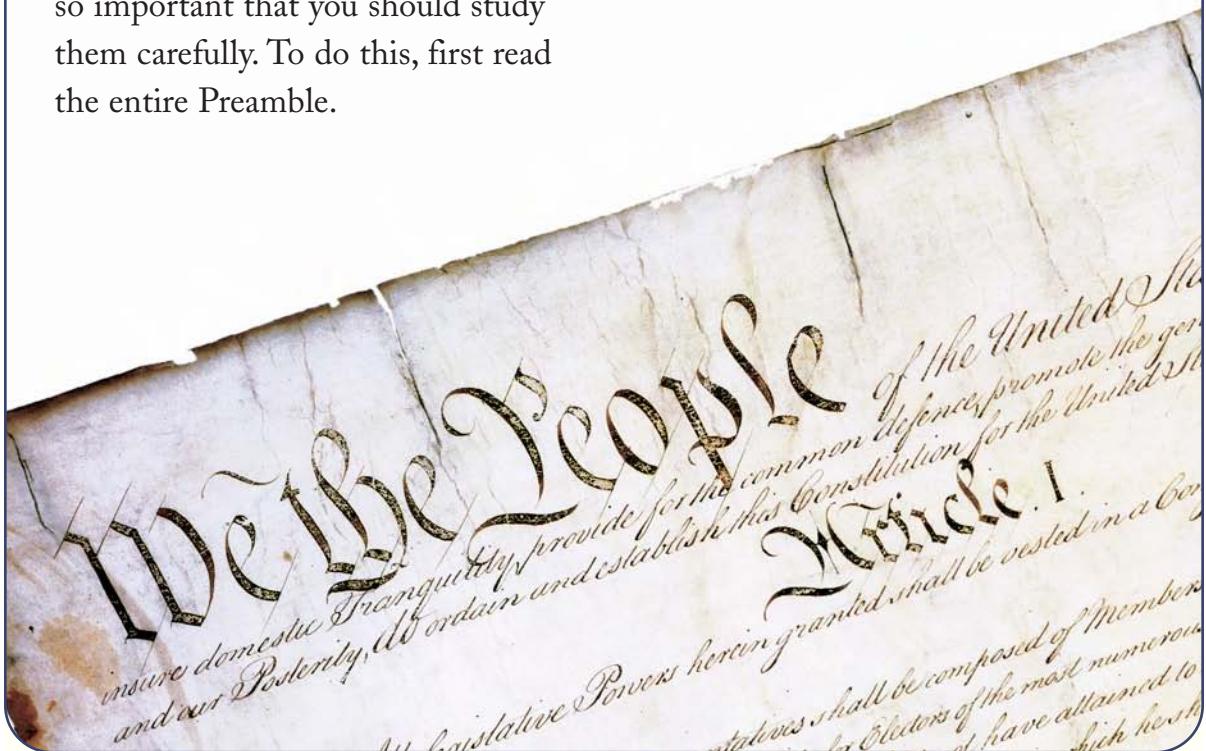 so important that you should study
them carefully. To do this, first read
the entire Preamble.
We the People of the United
insure domestic Tranquility, provide for the common defence, promote the
and our Posterity, do ordain and establish this Constitution for the United
Article. I.
Powers herein granted shall be vested in a
shall be composed of Members
for Electors of the most numerous
have attained to